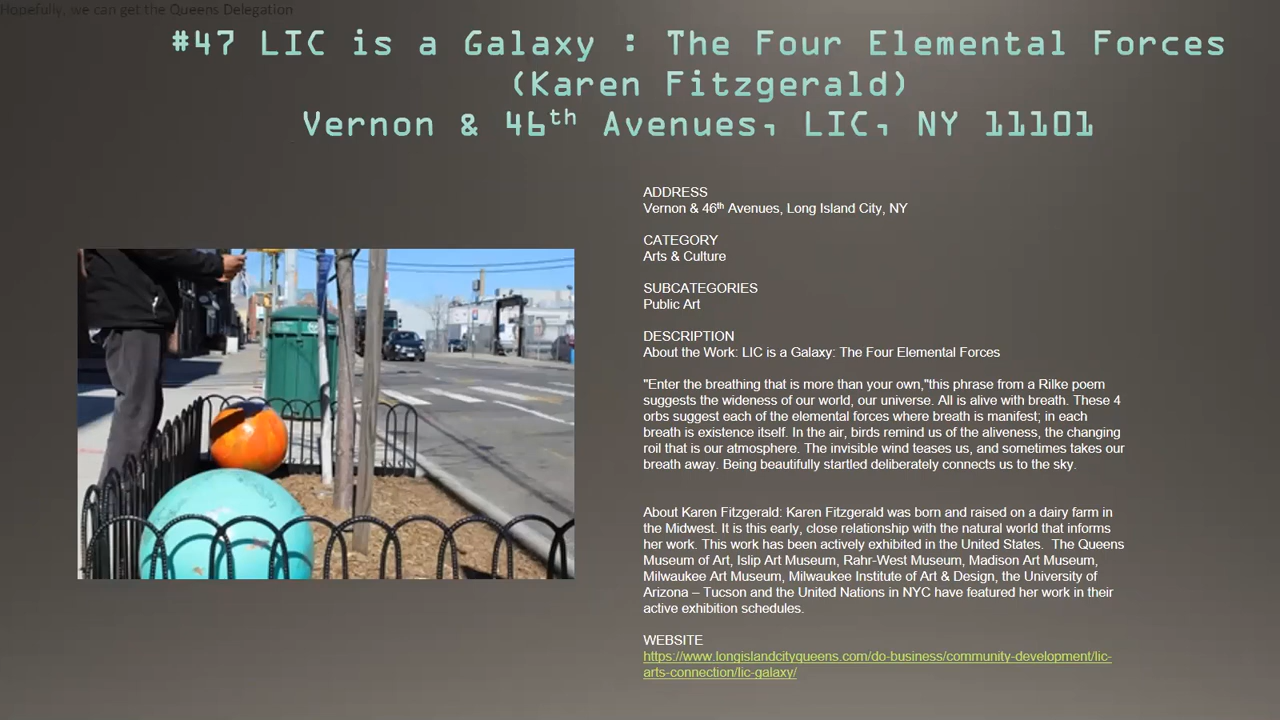 Hopefully, we can get the Queens Delegation
#47 LIC is a Galaxy : The Four Elemental Forces
(Karen Fitzgerald)
Vernon & 46th Avenues, LIC, NY 11101
ADDRESS
Vernon & 46th Avenues, Long Island City, NY
CATEGORY
Arts & Culture
SUBCATEGORIES
Public Art
DESCRIPTION
About the Work: LIC is a Galaxy: The Four Elemental Forces
"Enter the breathing that is more than your own,"this phrase from a Rilke poem
suggests the wideness of our world, our universe. All is alive with breath. These 4
orbs suggest each of the elemental forces where breath is manifest; in each
breath is existence itself. In the air, birds remind us of the aliveness, the changing
roil that is our atmosphere. The invisible wind teases us, and sometimes takes our
breath away. Being beautifully startled deliberately connects us to the sky.
About Karen Fitzgerald: Karen Fitzgerald was born and raised on a dairy farm in
the Midwest. It is this early, close relationship with the natural world that informs
her work. This work has been actively exhibited in the United States.  The Queens
Museum of Art, Islip Art Museum, Rahr-West Museum, Madison Art Museum,
Milwaukee Art Museum, Milwaukee Institute of Art & Design, the University of
Arizona – Tucson and the United Nations in NYC have featured her work in their
active exhibition schedules.
WEBSITE
https://www.longislandcityqueens.com/do-business/community-development/lic-
arts-connection/lic-galaxy/